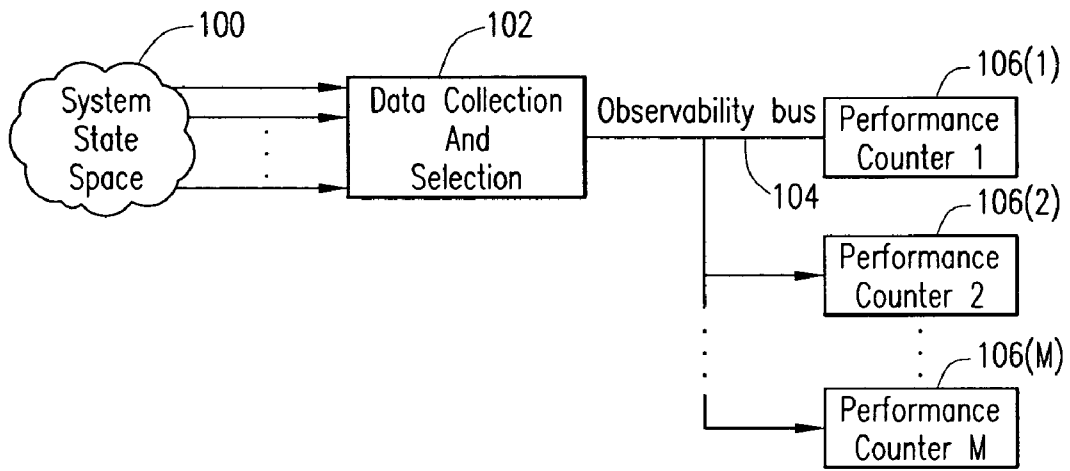 100
System
State
Space
102
Data Collection
And
Selection
Observability bus
104
106(1)
Performance
Counter 1
106(2)
Performance
Counter 2
106(M)
Performance
Counter M